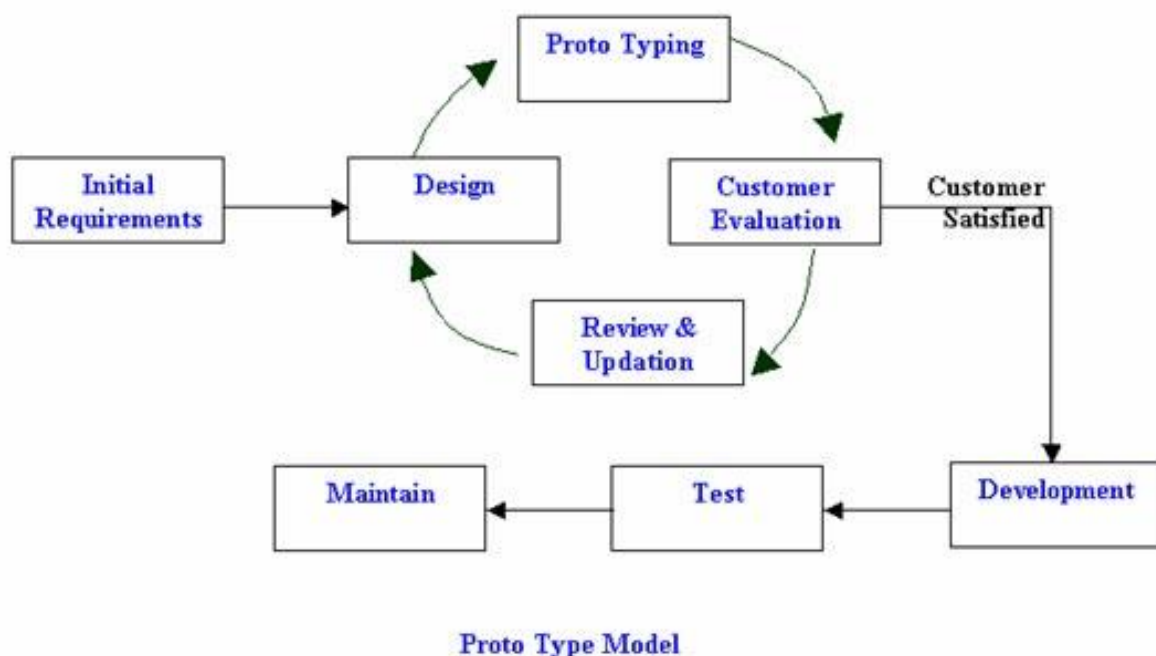 Proto Typing
Initial
Requirements
Design
Customer
Evaluation
Customer
Satisfied
Review &
Updation
Maintain
Test
Development
Proto Type Model